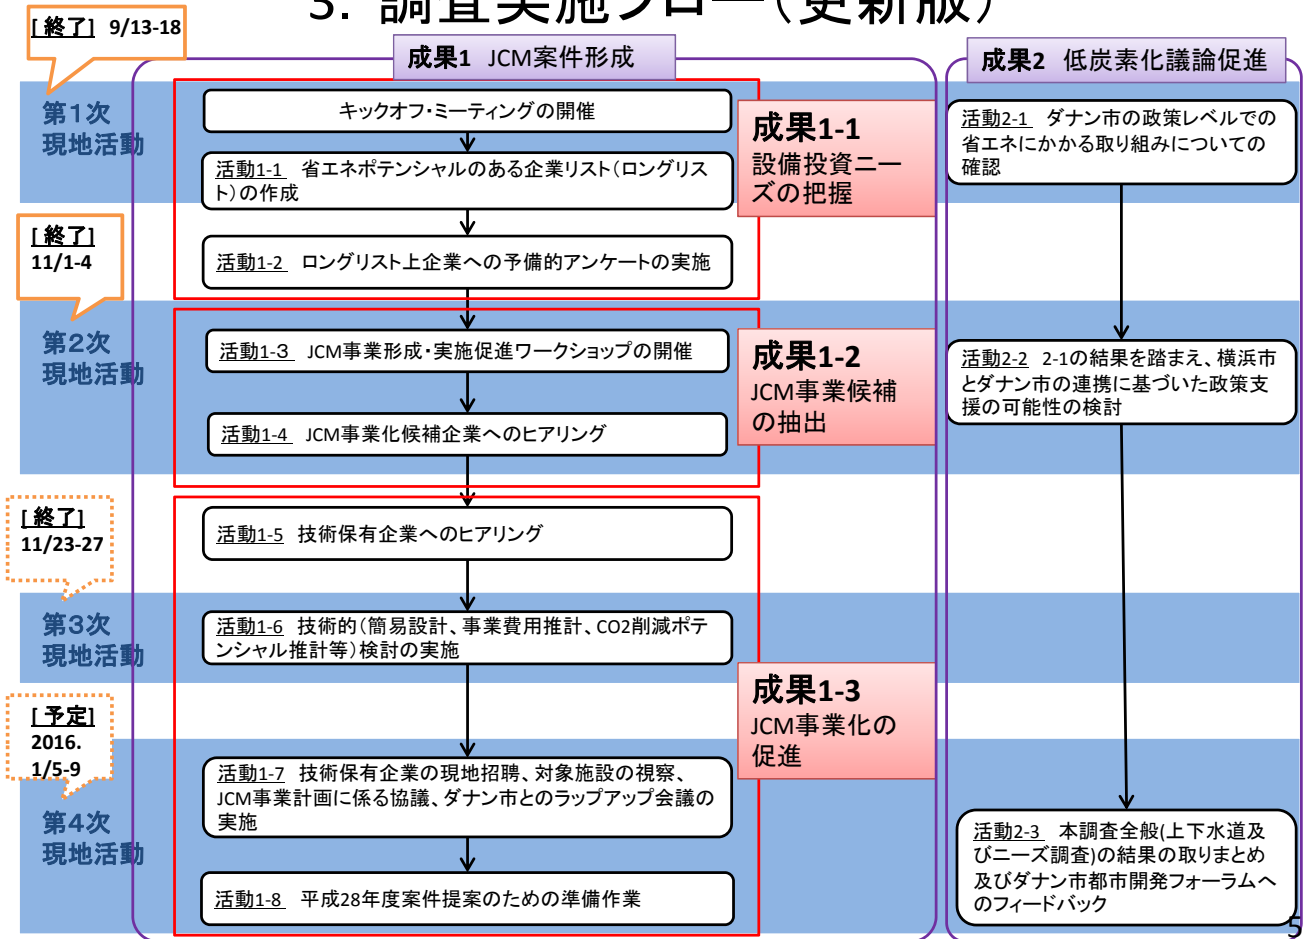 3. 調査実施フロー(更新版)
[終了] 9/13-18
成果1 JCM案件形成
成果2 低炭素化議論促進
第1次
現地活動
キックオフ・ミーティングの開催
活動1-1 省エネポテンシャルのある企業リスト(ロングリス
ト)の作成
成果1-1
設備投資ニー
ズの把握
活動2-1 ダナン市の政策レベルでの
省エネにかかる取り組みについての
確認
[終了]
11/1-4
活動1-2 ロングリスト上企業への予備的アンケートの実施
第2次
現地活動
活動1-3 JCM事業形成・実施促進ワークショップの開催
活動1-4 JCM事業化候補企業へのヒアリング
成果1-2
JCM事業候補
の抽出
活動2-2 2-1の結果を踏まえ、横浜市
とダナン市の連携に基づいた政策支
援の可能性の検討
[終了]
11/23-27
活動1-5 技術保有企業へのヒアリング
第3次
現地活動
活動1-6 技術的(簡易設計、事業費用推計、CO2削減ポテ
ンシャル推計等)検討の実施
成果1-3
JCM事業化の
促進
[予定]
2016.
1/5-9
第4次
現地活動
活動1-7 技術保有企業の現地招聘、対象施設の視察、
JCM事業計画に係る協議、ダナン市とのラップアップ会議の
実施
活動1-8 平成28年度案件提案のための準備作業
活動2-3 本調査全般(上下水道及
びニーズ調査)の結果の取りまとめ
及びダナン市都市開発フォーラムへ
のフィードバック
5